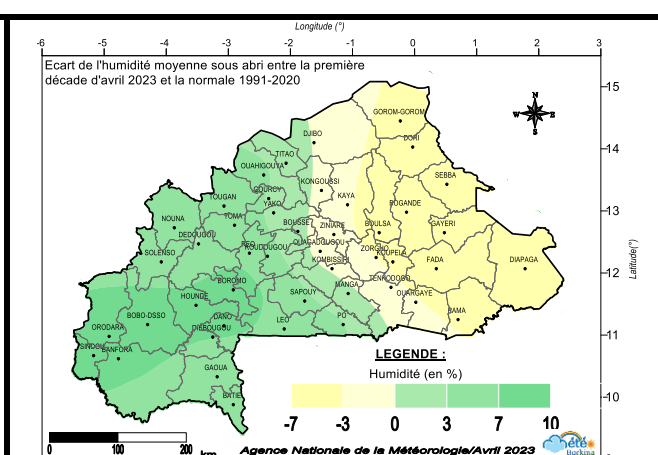 Longitude (°)
-6 -5 -4 -3 -2 -1 0 1 2 3
Ecart de l'humidité moyenne sous abri entre la première
décade d'avril 2023 et la normale 1991-2020
15
N
W E
S
GOROM-GOROM
DJIBO
14
DORI
TITAO
OUAHIGOUYA
SEBBA
KONGOUSSI
GOURCY
KAYA
TOUGAN
YAKO
BOGANDE
13
NOUNA
TOMA
BOUSSE
ZINIARE
BOULSA
GAYERI
Latitude(°)
DEDOUGOU
OUAGADOUGOU
REO
KOUDOUGOU
ZORGHO
KOUPELA
SOLENSO
KOMBISSIRI
FADA
DIAPAGA
12
BOROMO
TENKODOGO
MANGA
HOUNDE
SAPOUY
OUARGAYE
BOBO-DSSO
DANO
LEO
PO
PAMA
ORODARA
DIEBOUGOU
11
SINDOU
BANFORA
LEGENDE :
GAOUA
Humidité (en %)
BATIE
10
-7 -3 0 3 7 10
0 100 200 km
Agence Nationale de la Météorologie/Avril 2023
Météo
Burkina